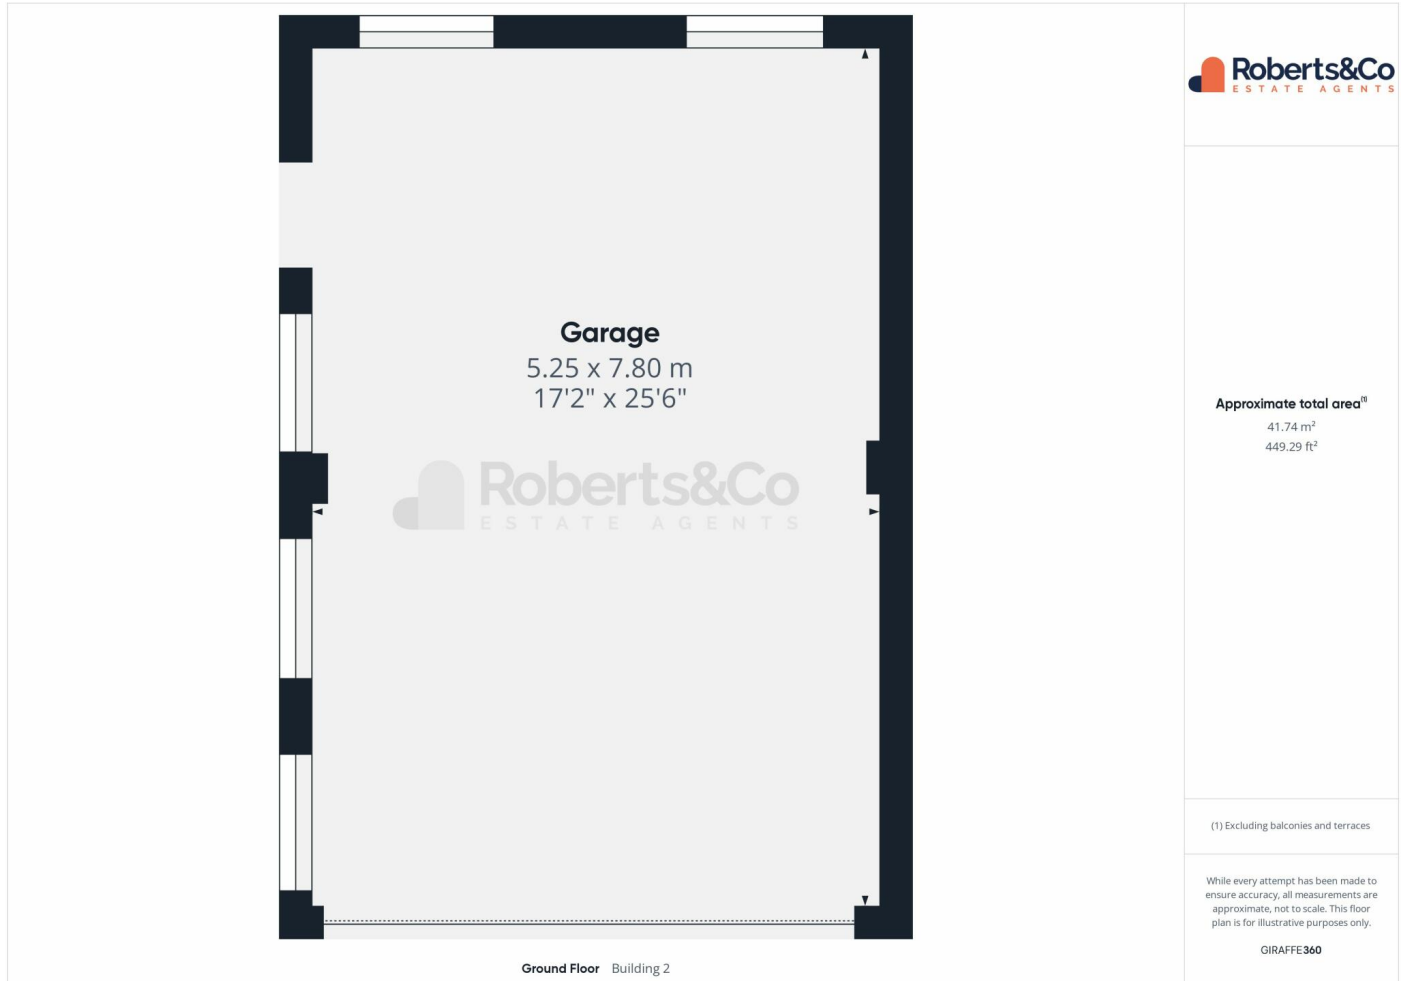 Garage
5.25 x 7.80 m
17'2" x 25'6"
Roberts&Co
ESTATE AGENTS
Ground Floor Building 2
Roberts&Co
ESTATE AGENTS
Approximate total area(1)
41.74 m²
449.29 ft²
(1) Excluding balconies and terraces
While every attempt has been made to
ensure accuracy, all measurements are
approximate, not to scale. This floor
plan is for illustrative purposes only.
GIRAFFE360